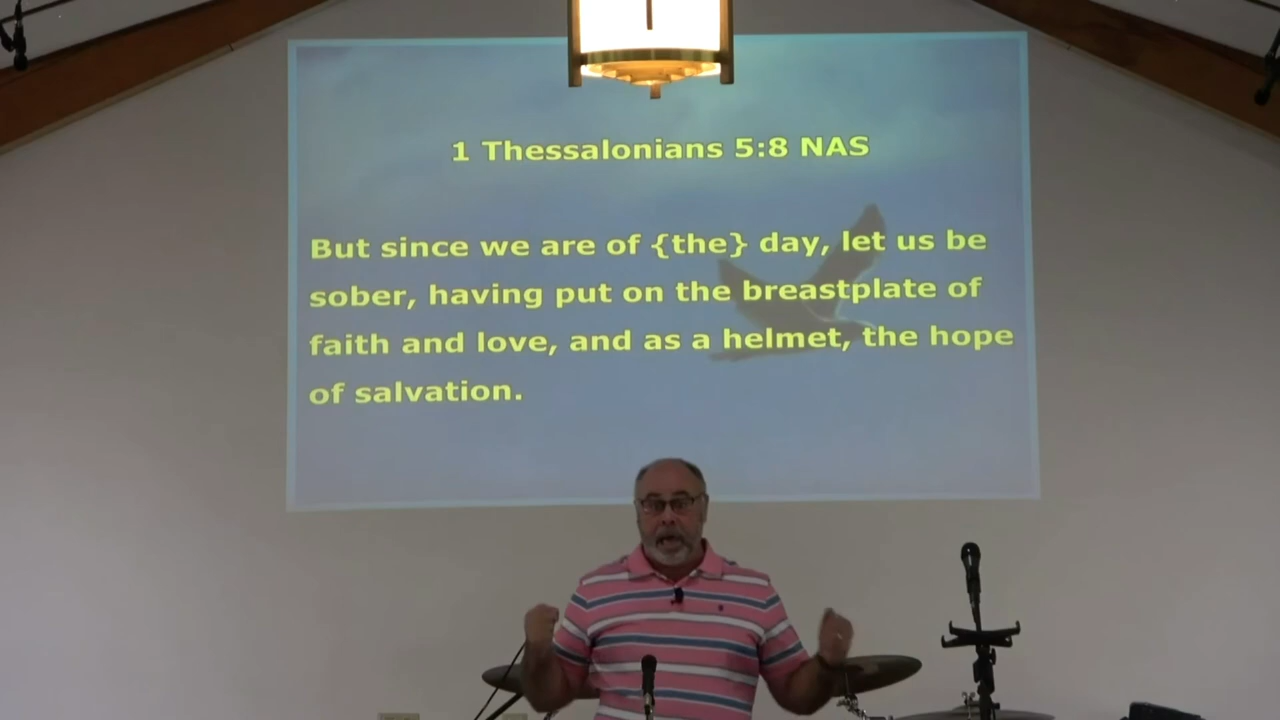 1 Thessalonians 5:8 NAS
But since we are of {the} day, let us be
sober, having put on the breastplate of
faith and love, and as a helmet, the hope
of salvation.